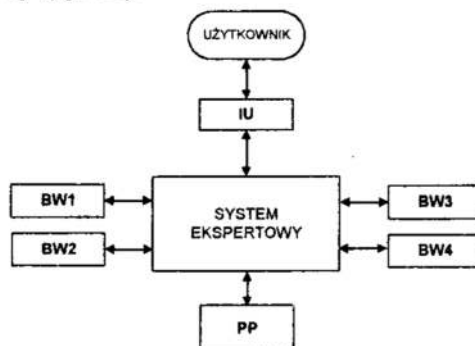 UŻYTKOWNIK
IU
BW1
BW2
SYSTEM
EKSPERTOWY
BW3
BW4
PP